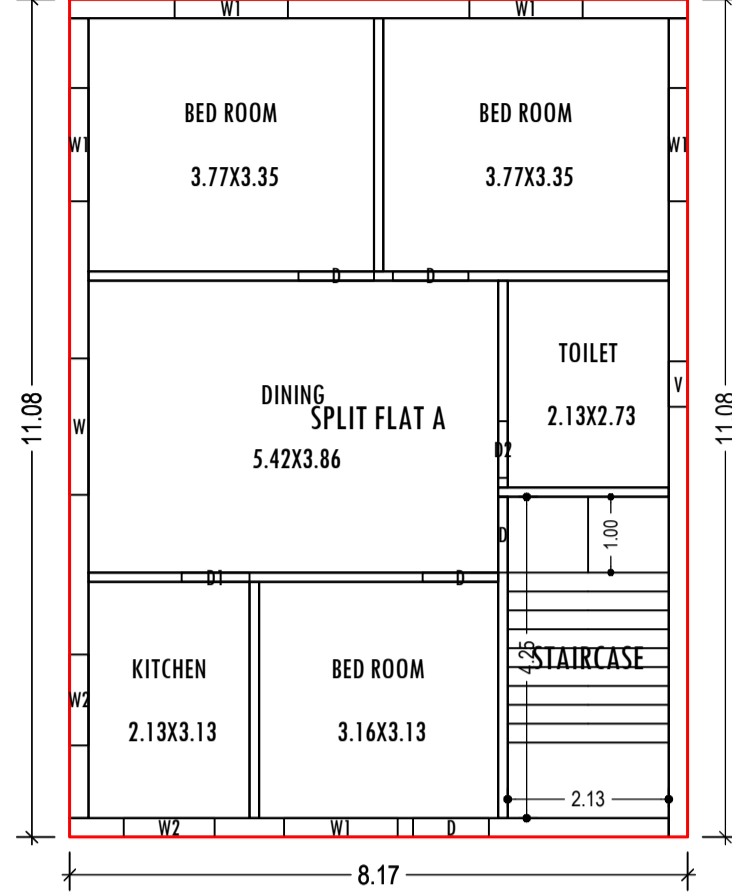 W1
W1
BED ROOM
BED ROOM
W1
W1
3.77X3.35
3.77X3.35
D
D
TOILET
V
DINING
SPLIT FLAT A
11.08
11.08
2.13X2.73
W
D2
5.42X3.86
D
1.00
D1
D
4.25
STAIRCASE
KITCHEN
BED ROOM
W2
2.13X3.13
3.16X3.13
2.13
W2
W1
D
8.17